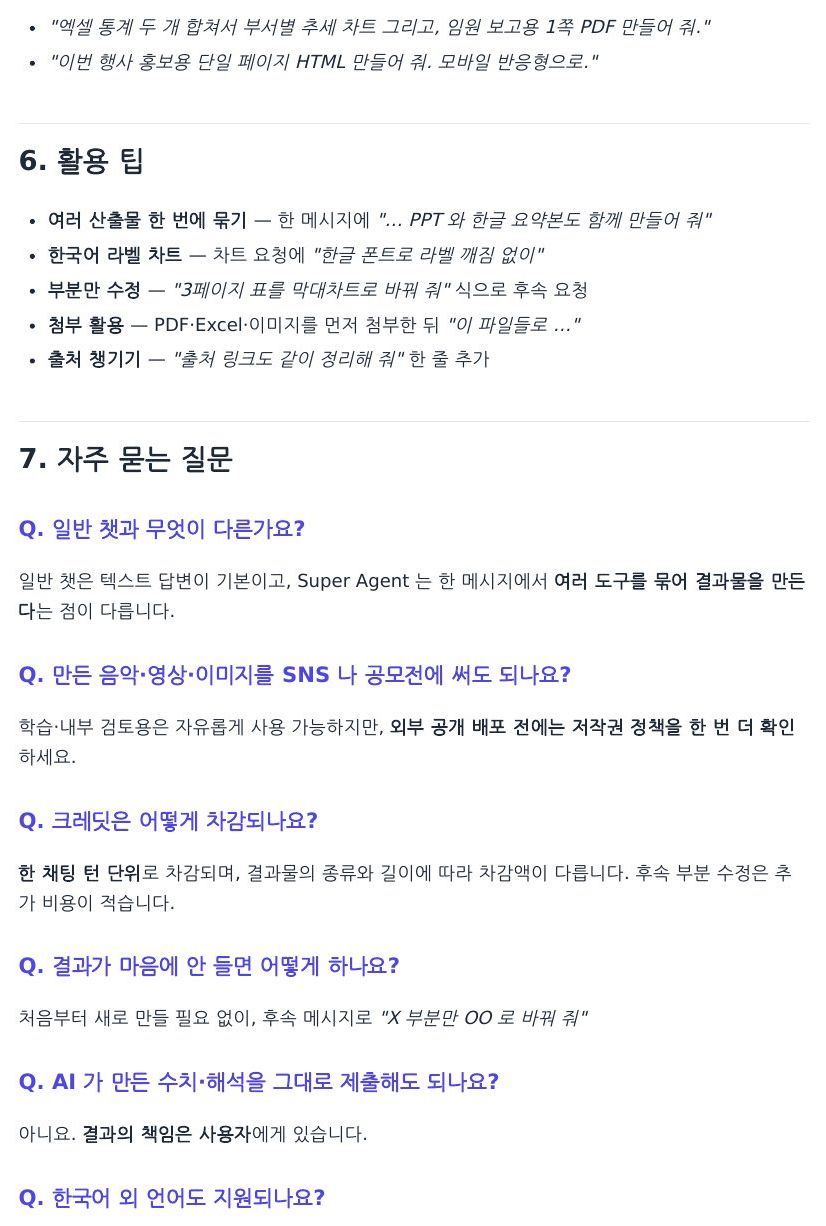 • "엑셀 통계 두 개 합쳐서 부서별 추세 차트 그리고, 임원 보고용 1쪽 PDF 만들어 줘."
• "이번 행사 홍보용 단일 페이지 HTML 만들어 줘. 모바일 반응형으로."
6. 활용 팁
• 여러 산출물 한 번에 묶기 — 한 메시지에 "... PPT 와 한글 요약본도 함께 만들어 줘"
• 한국어 라벨 차트 — 차트 요청에 "한글 폰트로 라벨 깨짐 없이"
• 부분만 수정 — "3페이지 표를 막대차트로 바꿔 줘" 식으로 후속 요청
• 첨부 활용 — PDF·Excel·이미지를 먼저 첨부한 뒤 "이 파일들로 ..."
• 출처 챙기기 — "출처 링크도 같이 정리해 줘" 한 줄 추가
7. 자주 묻는 질문
Q. 일반 챗과 무엇이 다른가요?
일반 챗은 텍스트 답변이 기본이고, Super Agent 는 한 메시지에서 여러 도구를 묶어 결과물을 만든
다는 점이 다릅니다.
Q. 만든 음악·영상·이미지를 SNS 나 공모전에 써도 되나요?
학습·내부 검토용은 자유롭게 사용 가능하지만, 외부 공개 배포 전에는 저작권 정책을 한 번 더 확인
하세요.
Q. 크레딧은 어떻게 차감되나요?
한 채팅 턴 단위로 차감되며, 결과물의 종류와 길이에 따라 차감액이 다릅니다. 후속 부분 수정은 추
가 비용이 적습니다.
Q. 결과가 마음에 안 들면 어떻게 하나요?
처음부터 새로 만들 필요 없이, 후속 메시지로 "X 부분만 OO 로 바꿔 줘"
Q. AI 가 만든 수치·해석을 그대로 제출해도 되나요?
아니요. 결과의 책임은 사용자에게 있습니다.
Q. 한국어 외 언어도 지원되나요?